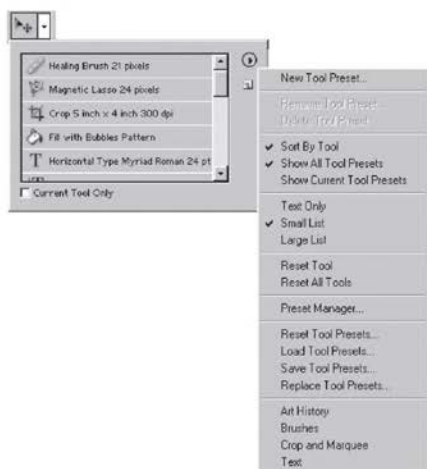 Healing Brush 21 pixels
Magnetic Lasso 24 pixels
Crop 5 inch x 4 inch 300 dpi
Fill with Bubbles Pattern
Horizontal Type Myriad Roman 24 pt
Current Tool Only
New Tool Preset...
Rename Tool Preset...
Delete Tool Preset
Sort By Tool
Show All Tool Presets
Show Current Tool Presets
Text Only
Small List
Large List
Reset Tool
Reset All Tools
Preset Manager...
Reset Tool Presets...
Load Tool Presets...
Save Tool Presets...
Replace Tool Presets...
Art History
Brushes
Crop and Marquee
Text